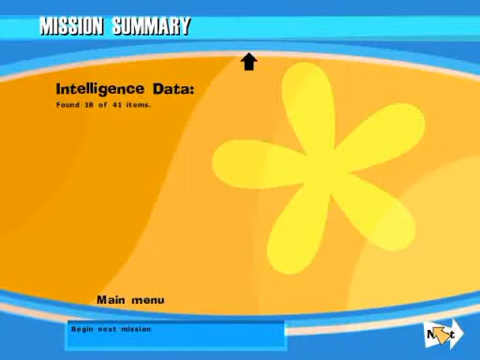 MISSION SUMMARY
Intelligence Data:
Found 18 of 41 items.
Main menu
Begin next mission